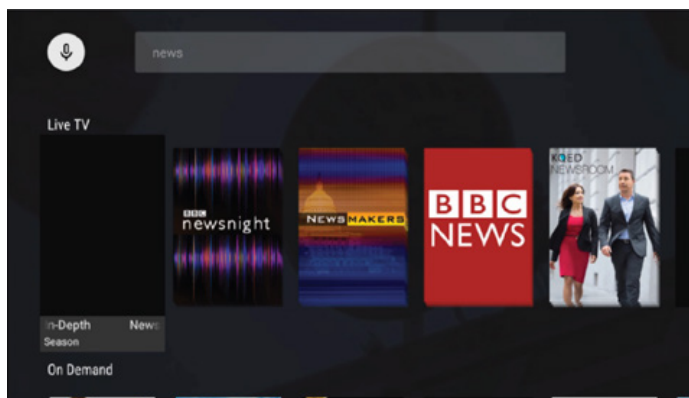 news
Live TV
BBC
newsnight
NEWSMAKERS
BBC
NEWS
KQED
NEWSROOM
In-Depth News
Season
On Demand